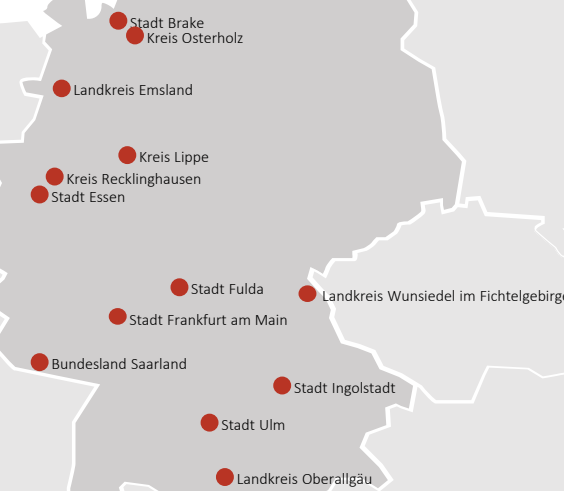 Stadt Brake
Kreis Osterholz
Landkreis Emsland
Kreis Lippe
Kreis Recklinghausen
Stadt Essen
Stadt Fulda
Landkreis Wunsiedel im Fichtelgebirge
Stadt Frankfurt am Main
Bundesland Saarland
Stadt Ingolstadt
Stadt Ulm
Landkreis Oberallgäu